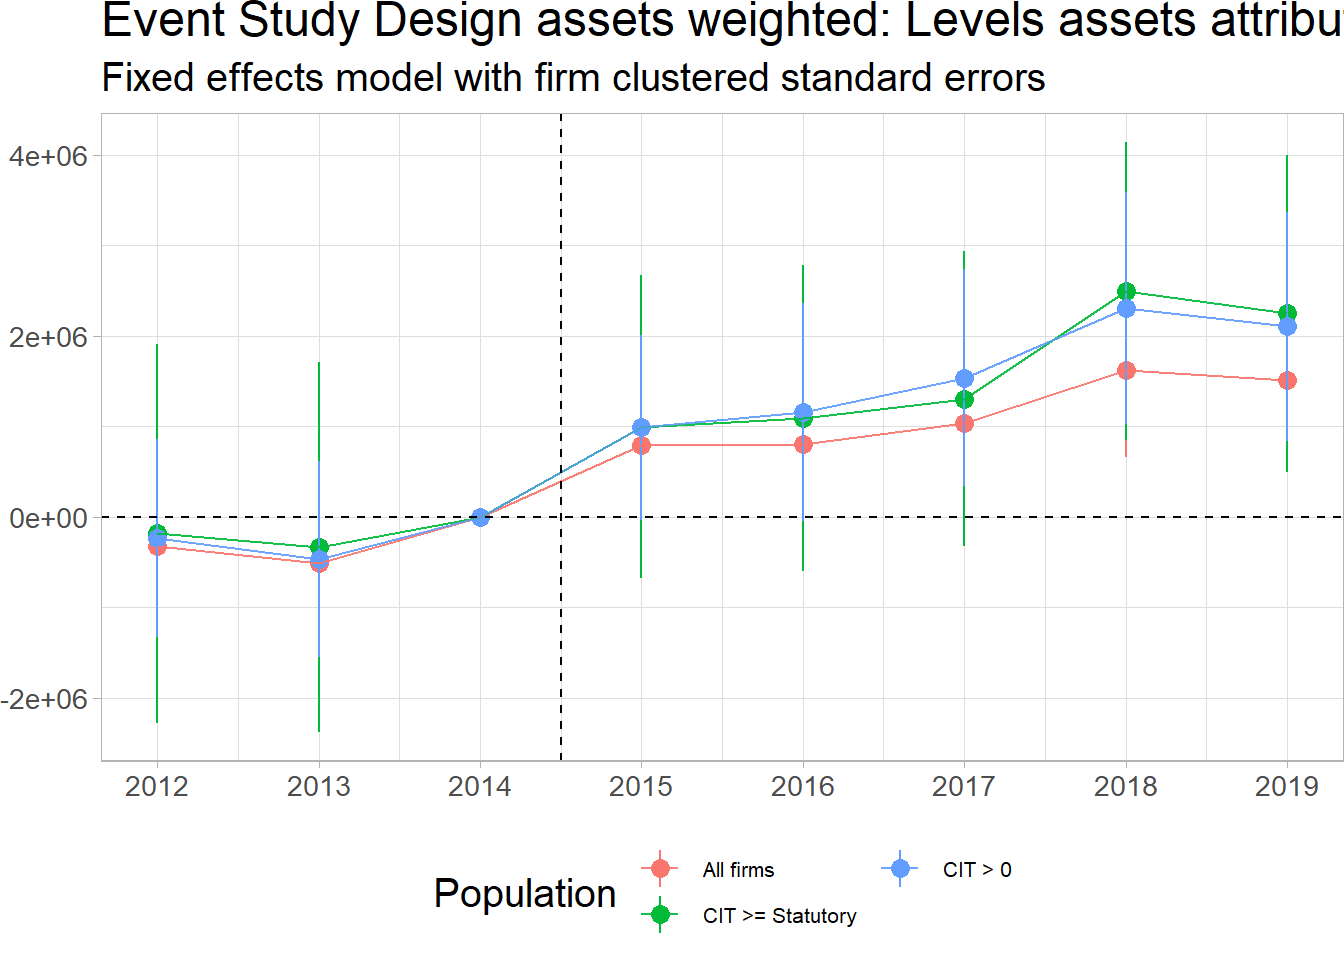 Event Study Design assets weighted: Levels assets
Fixed effects model with firm clustered standard errors
4e+06
2e+06
0e+00
-2e+06
2012 2013 2014 2015 2016 2017 2018 2019
Population
All firms
CIT > 0
CIT >= Statutory